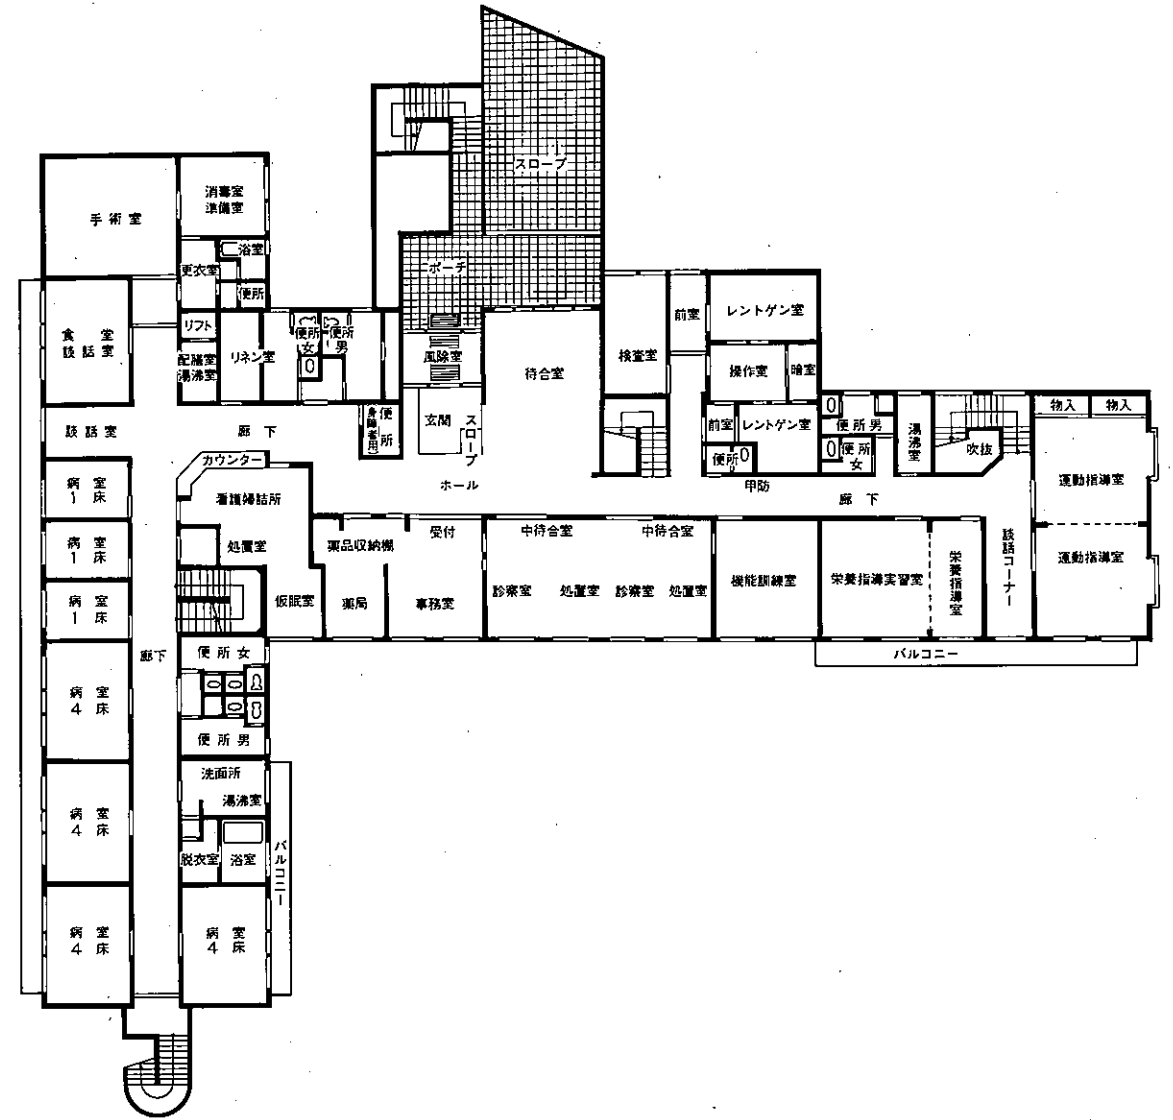 スロープ
消毒室
準備室
手術室
浴室
更衣室
便所
ポーチ
リフト
食堂
談話室
配膳室
湯沸室
リネン室
便所
女
便所
男
風除室
待合室
検査室
前室
レントゲン室
操作室
暗室
談話室
廊下
便所
(身障者用)
玄関
スロープ
前室
レントゲン室
便所
便所男
便所
女
湯沸室
吹抜
物入
物入
運動指導室
カウンター
ホール
甲防
廊下
病室
1床
看護婦詰所
病室
1床
処置室
薬品収納棚
受付
中待合室
中待合室
談話コーナー
運動指導室
病室
1床
仮眠室
薬局
事務室
診察室
処置室
診察室
処置室
機能訓練室
栄養指導実習室
栄養指導室
バルコニー
廊下
便所女
病室
4床
便所男
洗面所
湯沸室
病室
4床
脱衣室
浴室
バルコニー
病室
4床
病室
4床